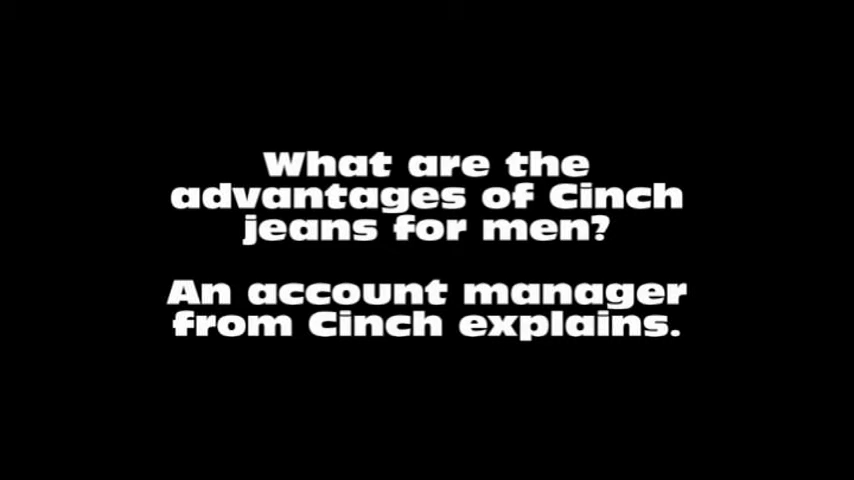 What are the
advantages of Cinch
jeans for men?
An account manager
from Cinch explains.